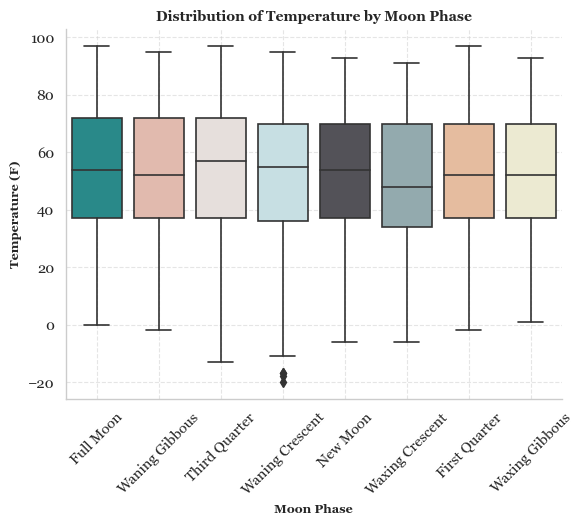 Distribution of Temperature by Moon Phase
Temperature (F)
100
80
60
40
20
0
−20
Full Moon
Waning Gibbous
Third Quarter
Waning Crescent
New Moon
Waxing Crescent
First Quarter
Waxing Gibbous
Moon Phase